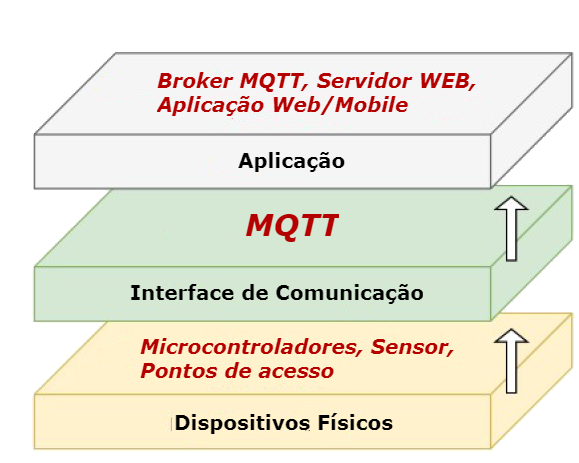 Broker MQTT, Servidor WEB,
Aplicação Web/Mobile
Aplicação
MQTT
Interface de Comunicação
Microcontroladores, Sensor,
Pontos de acesso
Dispositivos Físicos